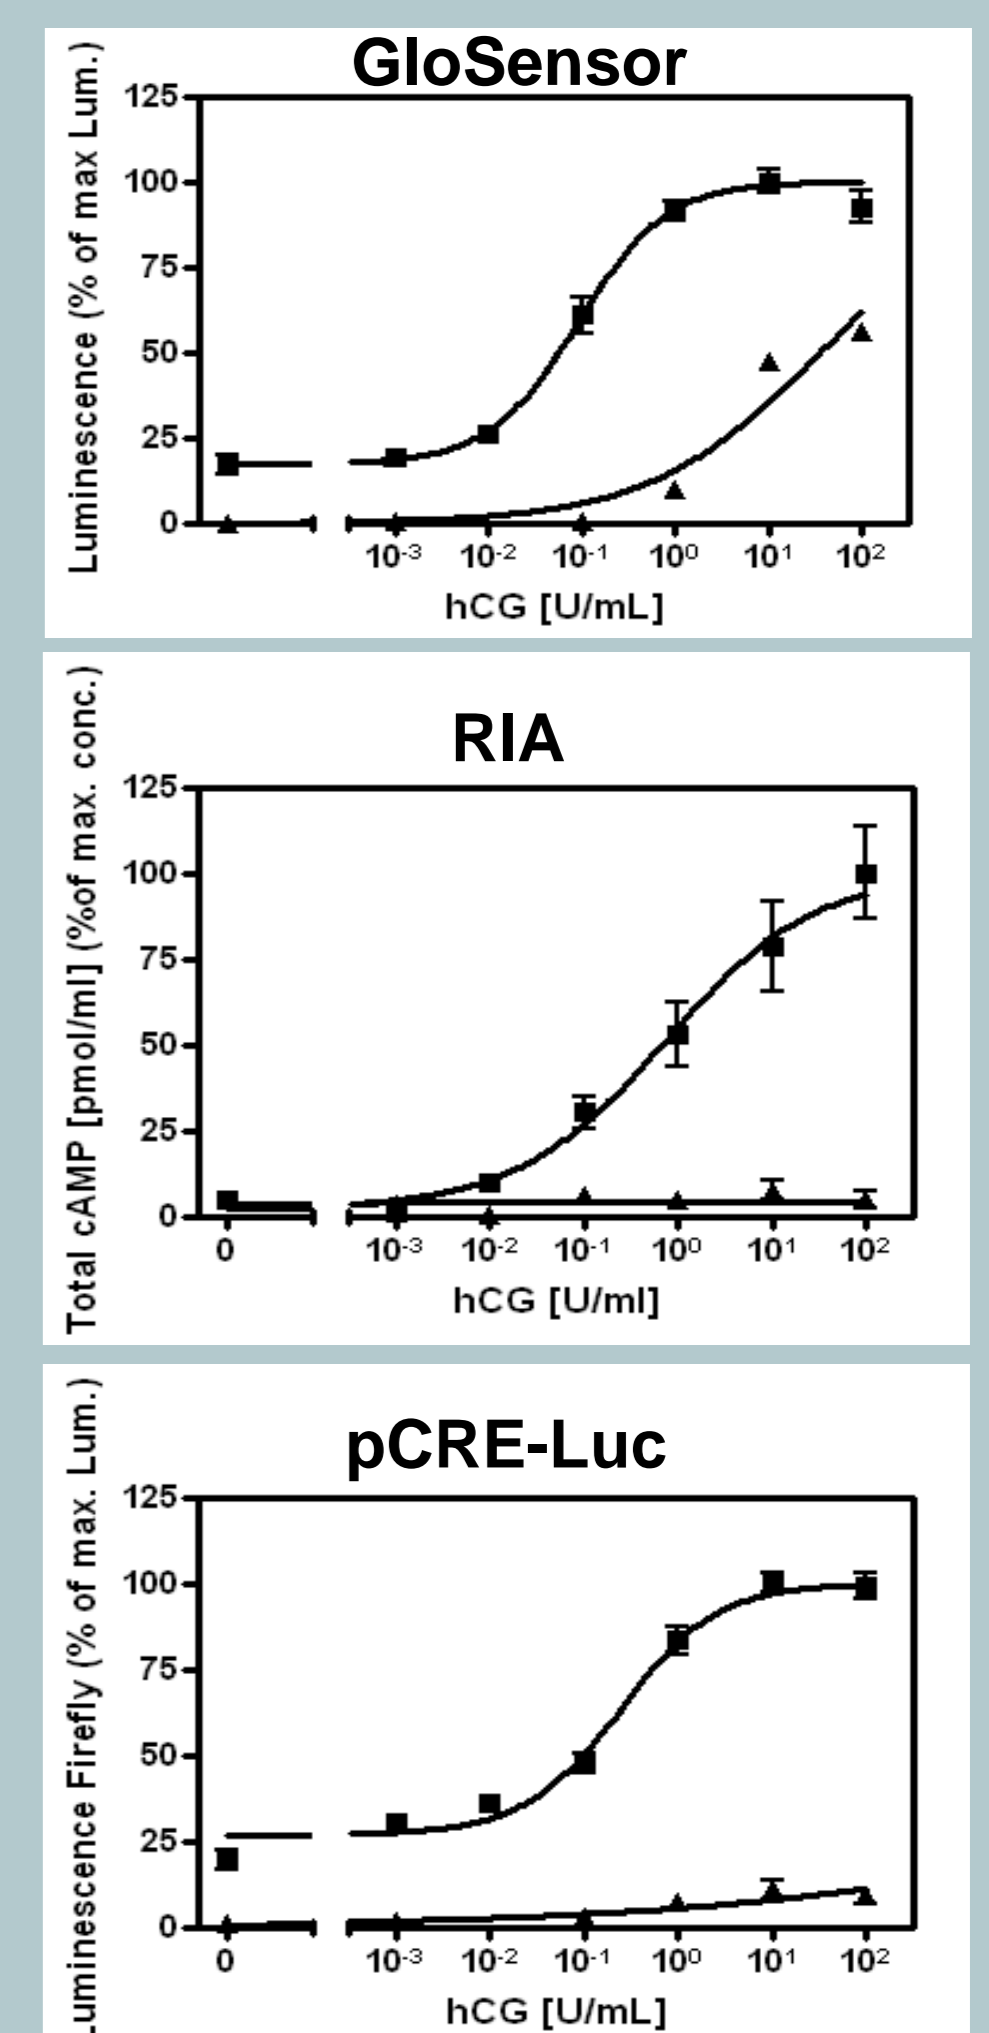 GloSensor
Luminescence (% of max Lum.)
125
100
75
50
25
0
10-3 10-2 10-1 100 101 102
hCG [U/mL]
RIA
Total cAMP [pmol/ml] (%of max. conc.)
125
100
75
50
25
0
0 10-3 10-2 10-1 100 101 102
hCG [U/ml]
pCRE-Luc
Luminescence Firefly (% of max. Lum.)
125
100
75
50
25
0
0 10-3 10-2 10-1 100 101 102
hCG [U/mL]